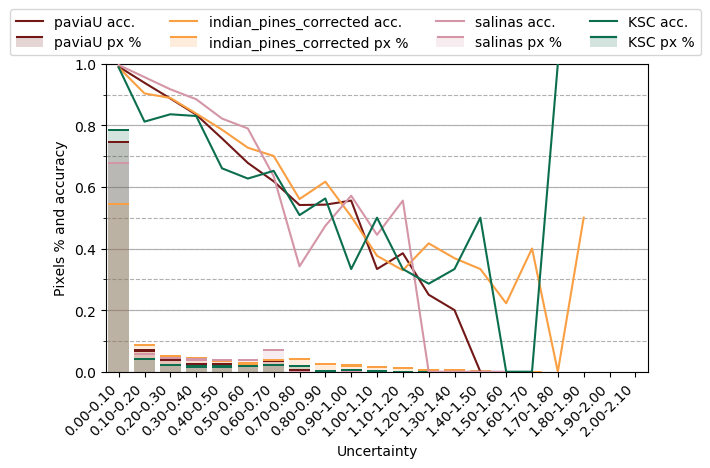 paviaU acc. indian_pines_corrected acc. salinas acc. KSC acc.
paviaU px % indian_pines_corrected px % salinas px % KSC px %
Pixels % and accuracy
1.0
0.8
0.6
0.4
0.2
0.0
0.00-0.10 0.10-0.20 0.20-0.30 0.30-0.40 0.40-0.50 0.50-0.60 0.60-0.70 0.70-0.80 0.80-0.90 0.90-1.00 1.00-1.10 1.10-1.20 1.20-1.30 1.30-1.40 1.40-1.50 1.50-1.60 1.60-1.70 1.70-1.80 1.80-1.90 1.90-2.00 2.00-2.10
Uncertainty